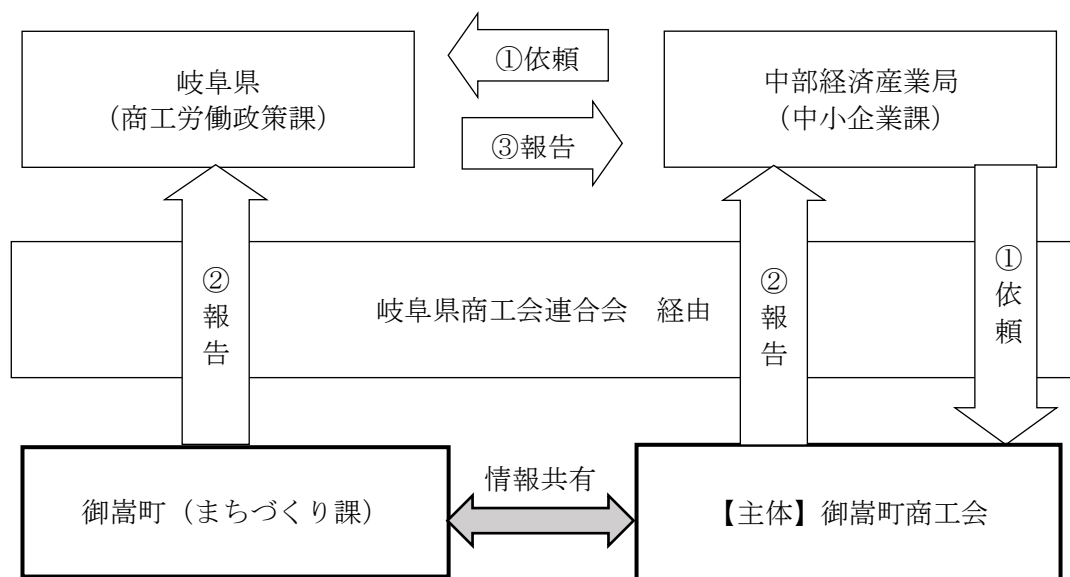 岐阜県
（商工労働政策課）
①依頼
③報告
中部経済産業局
（中小企業課）
②報告
岐阜県商工会連合会　経由
②報告
①依頼
御嵩町（まちづくり課）
情報共有
【主体】御嵩町商工会